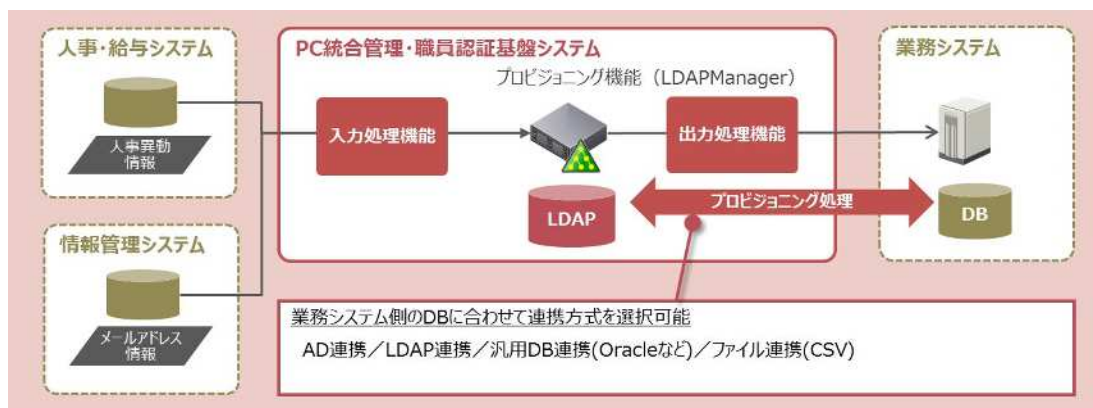 人事・給与システム
人事異動
情報
情報管理システム
メールアドレス
情報
PC統合管理・職員認証基盤システム
プロビジョニング機能（LDAPManager）
入力処理機能
出力処理機能
LDAP
プロビジョニング処理
業務システム
DB
業務システム側のDBに合わせて連携方式を選択可能
AD連携／LDAP連携／汎用DB連携(Oracleなど)／ファイル連携(CSV)